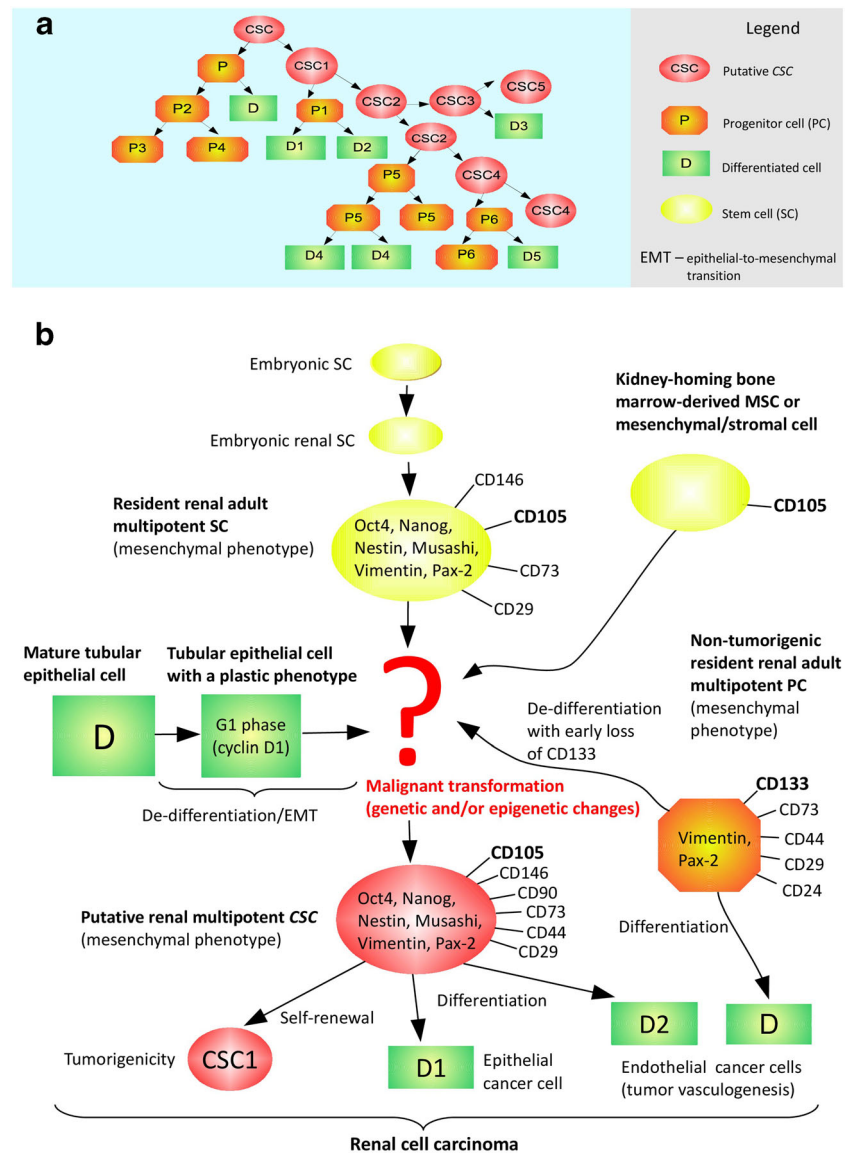 a
CSC
P
CSC1
P2
D
P1
CSC2
CSC3
CSC5
P3
P4
D1
D2
CSC2
D3
P5
CSC4
P5
P5
P6
CSC4
D4
D4
P6
D5
Legend
CSC
Putative CSC
P
Progenitor cell (PC)
D
Differentiated cell
Stem cell (SC)
EMT – epithelial-to-mesenchymal
transition
b
Embryonic SC
Embryonic renal SC
Kidney-homing bone
marrow-derived MSC or
mesenchymal/stromal cell
CD105
Resident renal adult
multipotent SC
(mesenchymal phenotype)
Oct4, Nanog,
Nestin, Musashi,
Vimentin, Pax-2
CD146
CD105
CD73
CD29
Mature tubular
epithelial cell
Tubular epithelial cell
with a plastic phenotype
D
G1 phase
(cyclin D1)
De-differentiation/EMT
?
Malignant transformation
(genetic and/or epigenetic changes)
De-differentiation
with early loss
of CD133
Non-tumorigenic
resident renal adult
multipotent PC
(mesenchymal
phenotype)
Vimentin,
Pax-2
CD133
CD73
CD44
CD29
CD24
Differentiation
Putative renal multipotent CSC
(mesenchymal phenotype)
Oct4, Nanog,
Nestin, Musashi,
Vimentin, Pax-2
CD105
CD146
CD90
CD73
CD44
CD29
Self-renewal
Differentiation
Tumorigenicity
CSC1
D1
Epithelial
cancer cell
D2
D
Endothelial cancer cells
(tumor vasculogenesis)
Renal cell carcinoma